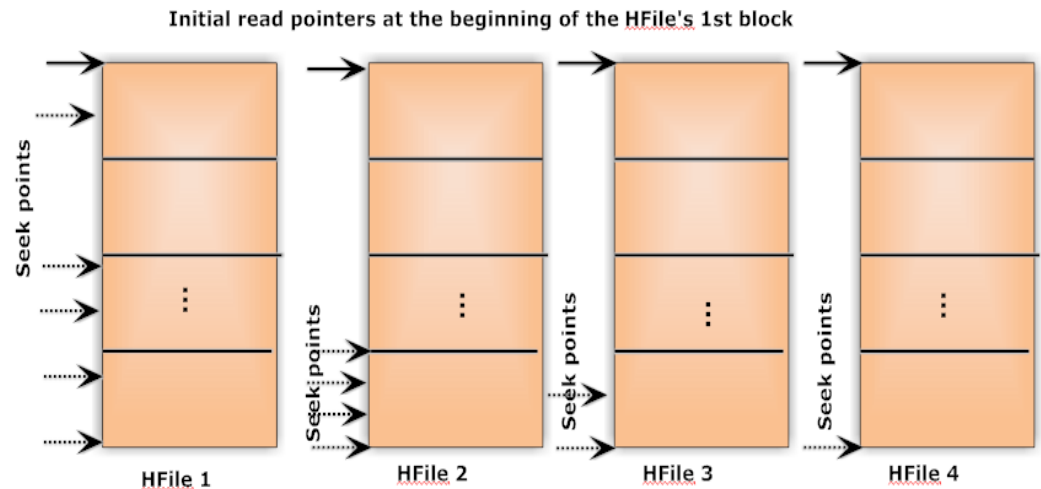 Initial read pointers at the beginning of the HFile's 1st block
Seek points
Seek points
Seek points
Seek points
⋮
⋮
⋮
⋮
HFile 1
HFile 2
HFile 3
HFile 4